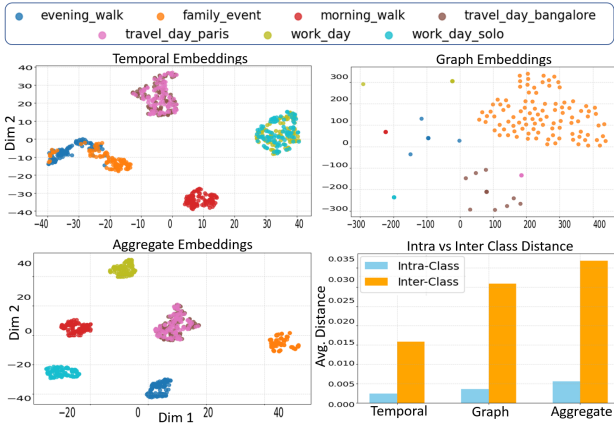 evening_walk family_event morning_walk travel_day_bangalore
travel_day_paris work_day work_day_solo
Temporal Embeddings
Graph Embeddings
40
30
20
10
0
−10
−20
−30
−40
Dim 2
−40 −30 −20 −10 0 10 20 30 40
300
200
100
0
−100
−200
−300
−300 −200 −100 0 100 200 300 400
Aggregate Embeddings
Intra vs Inter Class Distance
40
20
0
−20
−40
Dim 2
−20 0 20 40
Dim 1
Intra-Class
Inter-Class
0.035
0.030
0.025
0.020
0.015
0.010
0.005
0.000
Avg. Distance
Temporal Graph Aggregate